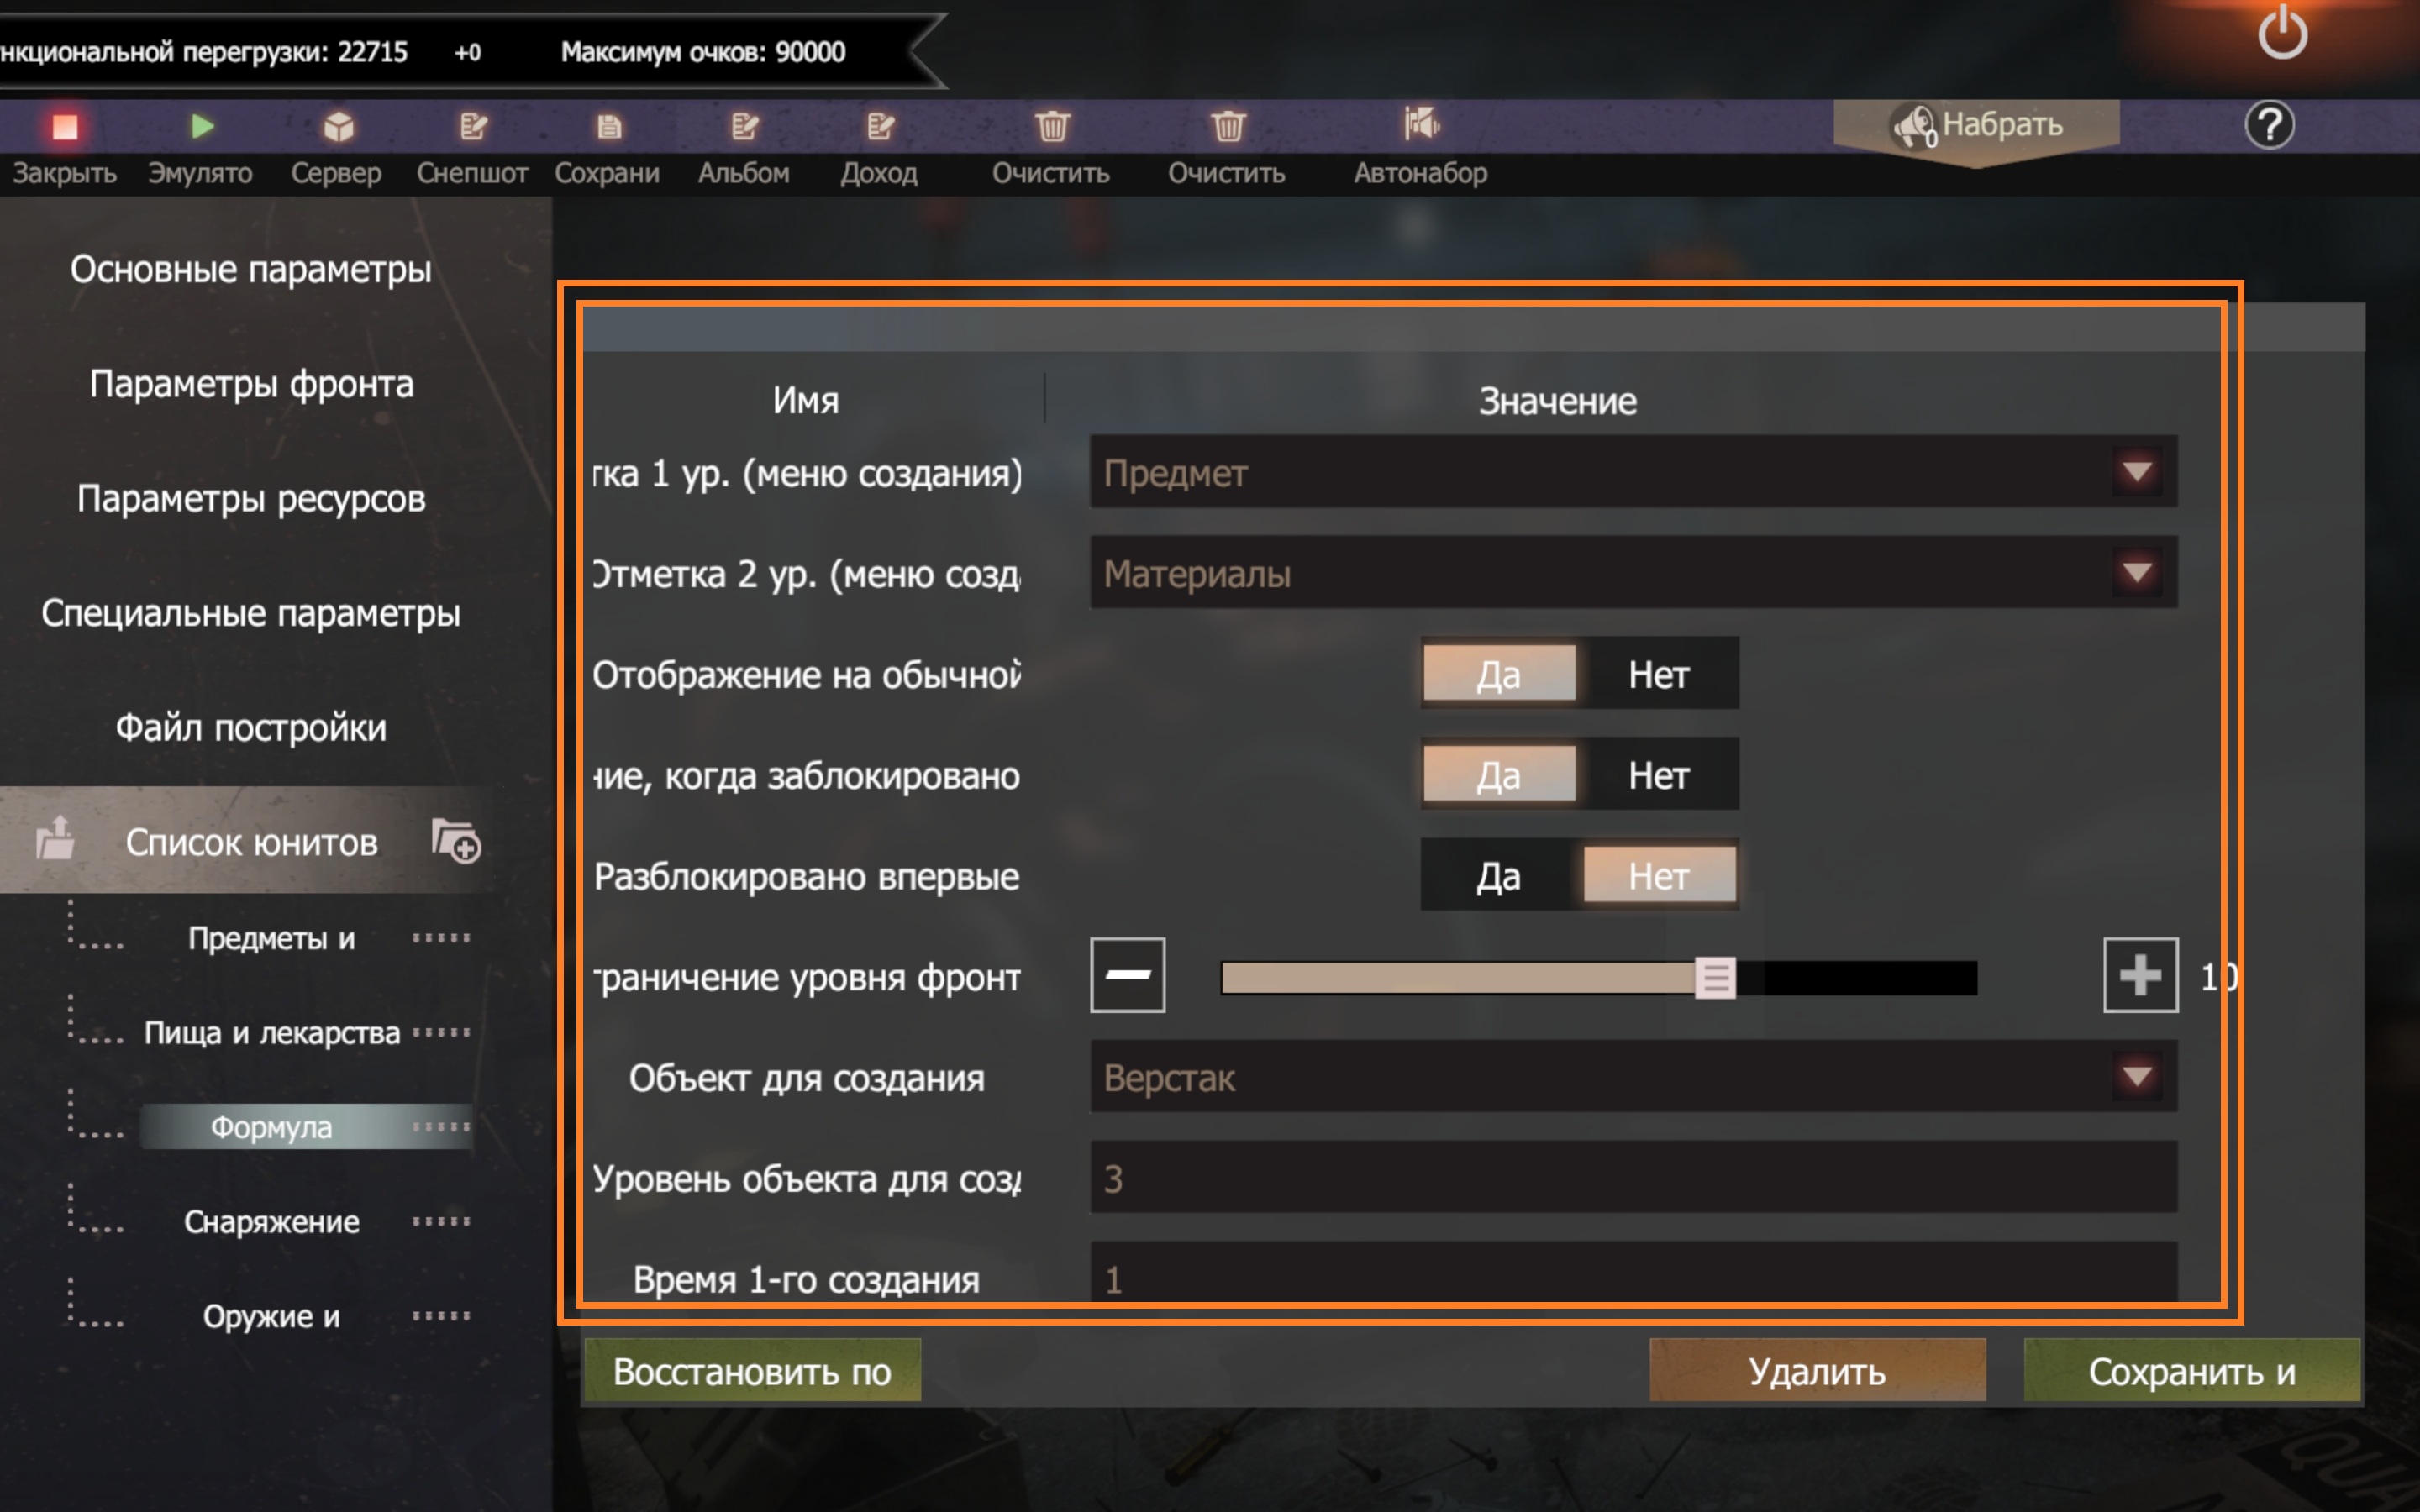 нкциональной перегрузки: 22715 +0 Максимум очков: 90000
0 Набрать ?
Закрыть Эмулято Сервер Снепшот Сохрани Альбом Доход Очистить Очистить Автонабор
Основные параметры
Параметры фронта
Параметры ресурсов
Специальные параметры
Файл постройки
Список юнитов
Предметы и
Пища и лекарства
Формула
Снаряжение
Оружие и
Имя Значение
тка 1 ур. (меню создания) Предмет
Отметка 2 ур. (меню созда Материалы
Отображение на обычной Да Нет
ние, когда заблокировано Да Нет
Разблокировано впервые Да Нет
граничение уровня фронт 10
Объект для создания Верстак
Уровень объекта для созд 3
Время 1-го создания 1
Восстановить по Удалить Сохранить и
QUA